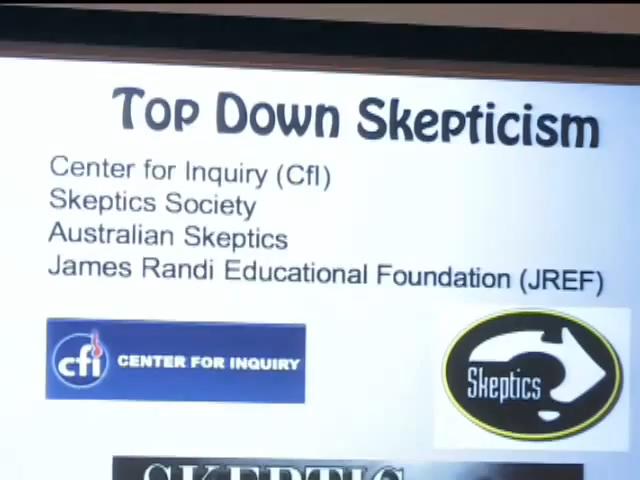 Top Down Skepticism
Center for Inquiry (CfI)
Skeptics Society
Australian Skeptics
James Randi Educational Foundation (JREF)
cfi CENTER FOR INQUIRY
Skeptics
SKEPTIC